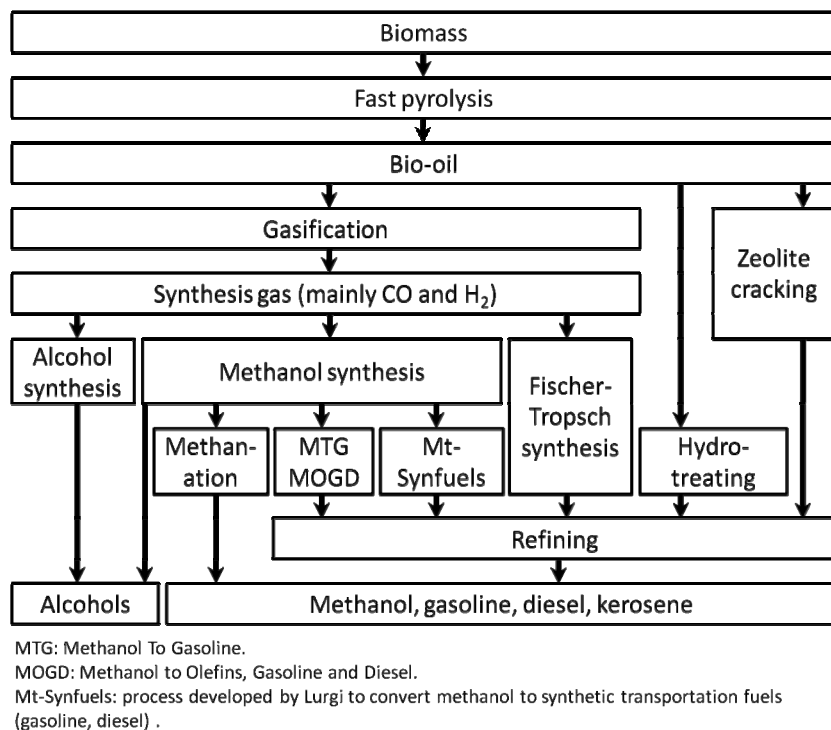 Biomass
Fast pyrolysis
Bio-oil
Gasification
Zeolite
cracking
Synthesis gas (mainly CO and H₂)
Alcohol
synthesis
Methanol synthesis
Fischer-
Tropsch
synthesis
Methan-
ation
MTG
MOGD
Mt-
Synfuels
Hydro-
treating
Refining
Alcohols
Methanol, gasoline, diesel, kerosene
MTG: Methanol To Gasoline.
MOGD: Methanol to Olefins, Gasoline and Diesel.
Mt-Synfuels: process developed by Lurgi to convert methanol to synthetic transportation fuels
(gasoline, diesel) .